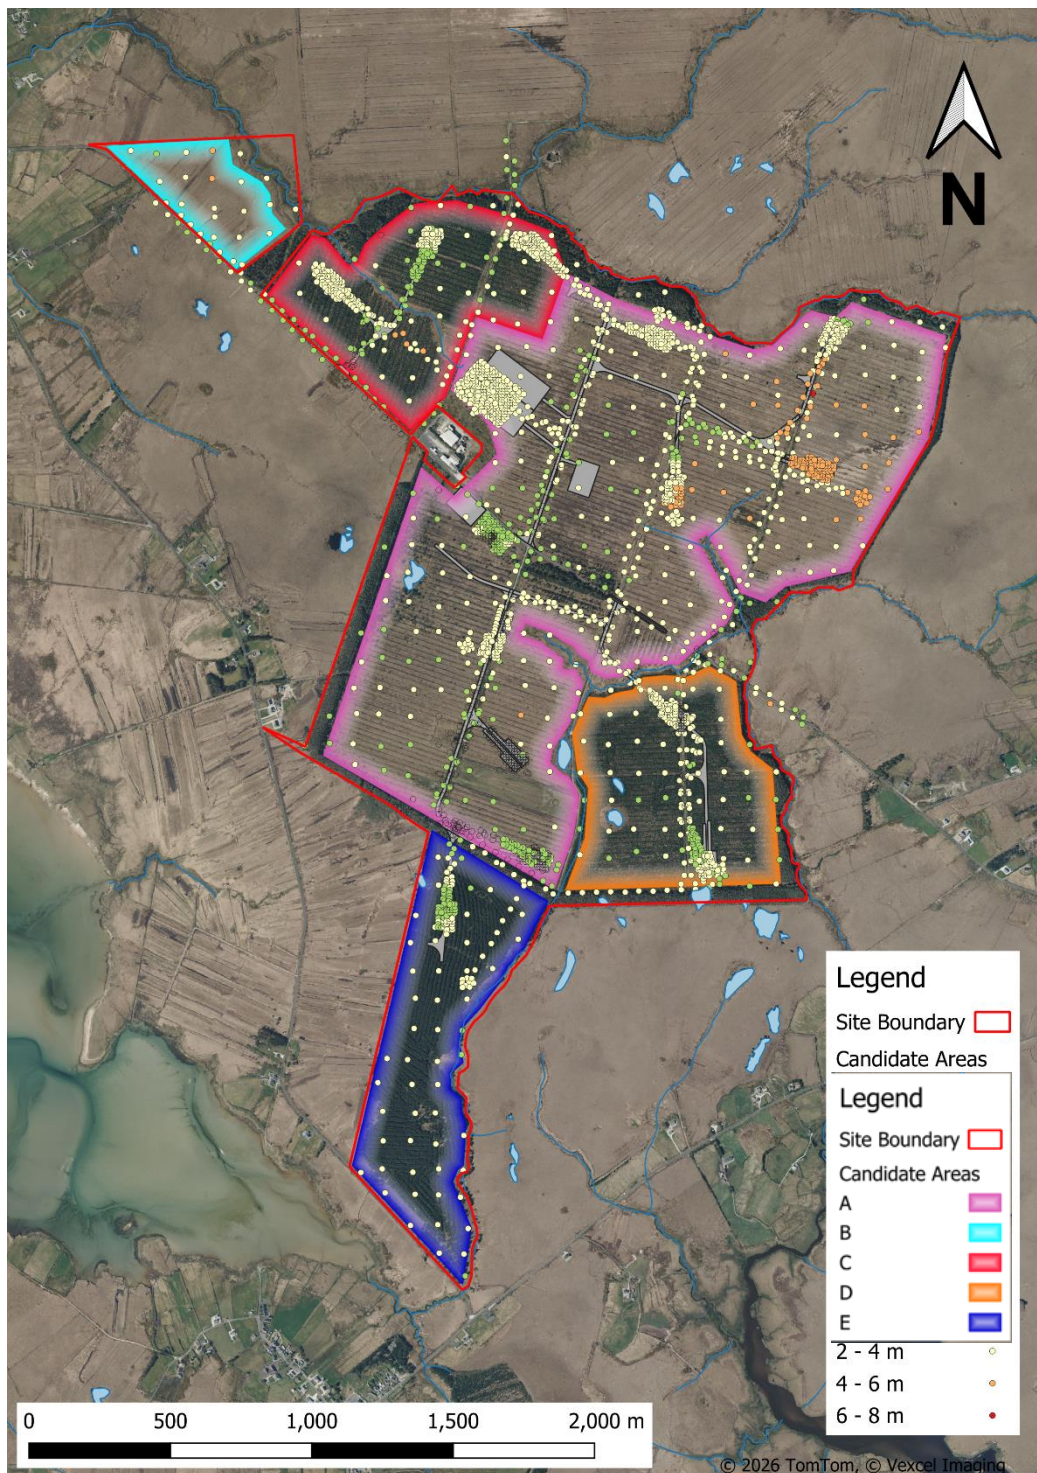 N
Legend
Site Boundary
Candidate Areas
Legend
Site Boundary
Candidate Areas
A
B
C
D
E
2 - 4 m
4 - 6 m
6 - 8 m
0 500 1,000 1,500 2,000 m
© 2026 TomTom, © Vexcel Imaging